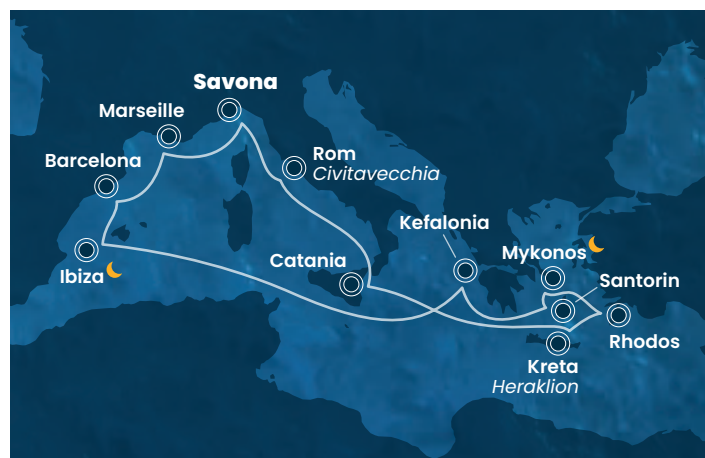 Savona
Marseille
Barcelona
Rom
Civitavecchia
Kefalonia
Mykonos
Catania
Ibiza
Santorin
Rhodos
Kreta
Heraklion